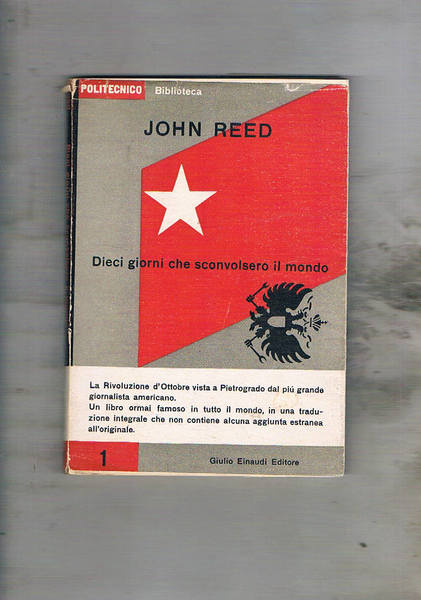 POLITECNICO Biblioteca
JOHN REED
Dieci giorni che sconvolsero il mondo
La Rivoluzione d'Ottobre vista a Pietrogrado dal piú grande
giornalista americano.
Un libro ormai famoso in tutto il mondo, in una tradu-
zione integrale che non contiene alcuna aggiunta estranea
all'originale.
1 Giulio Einaudi Editore